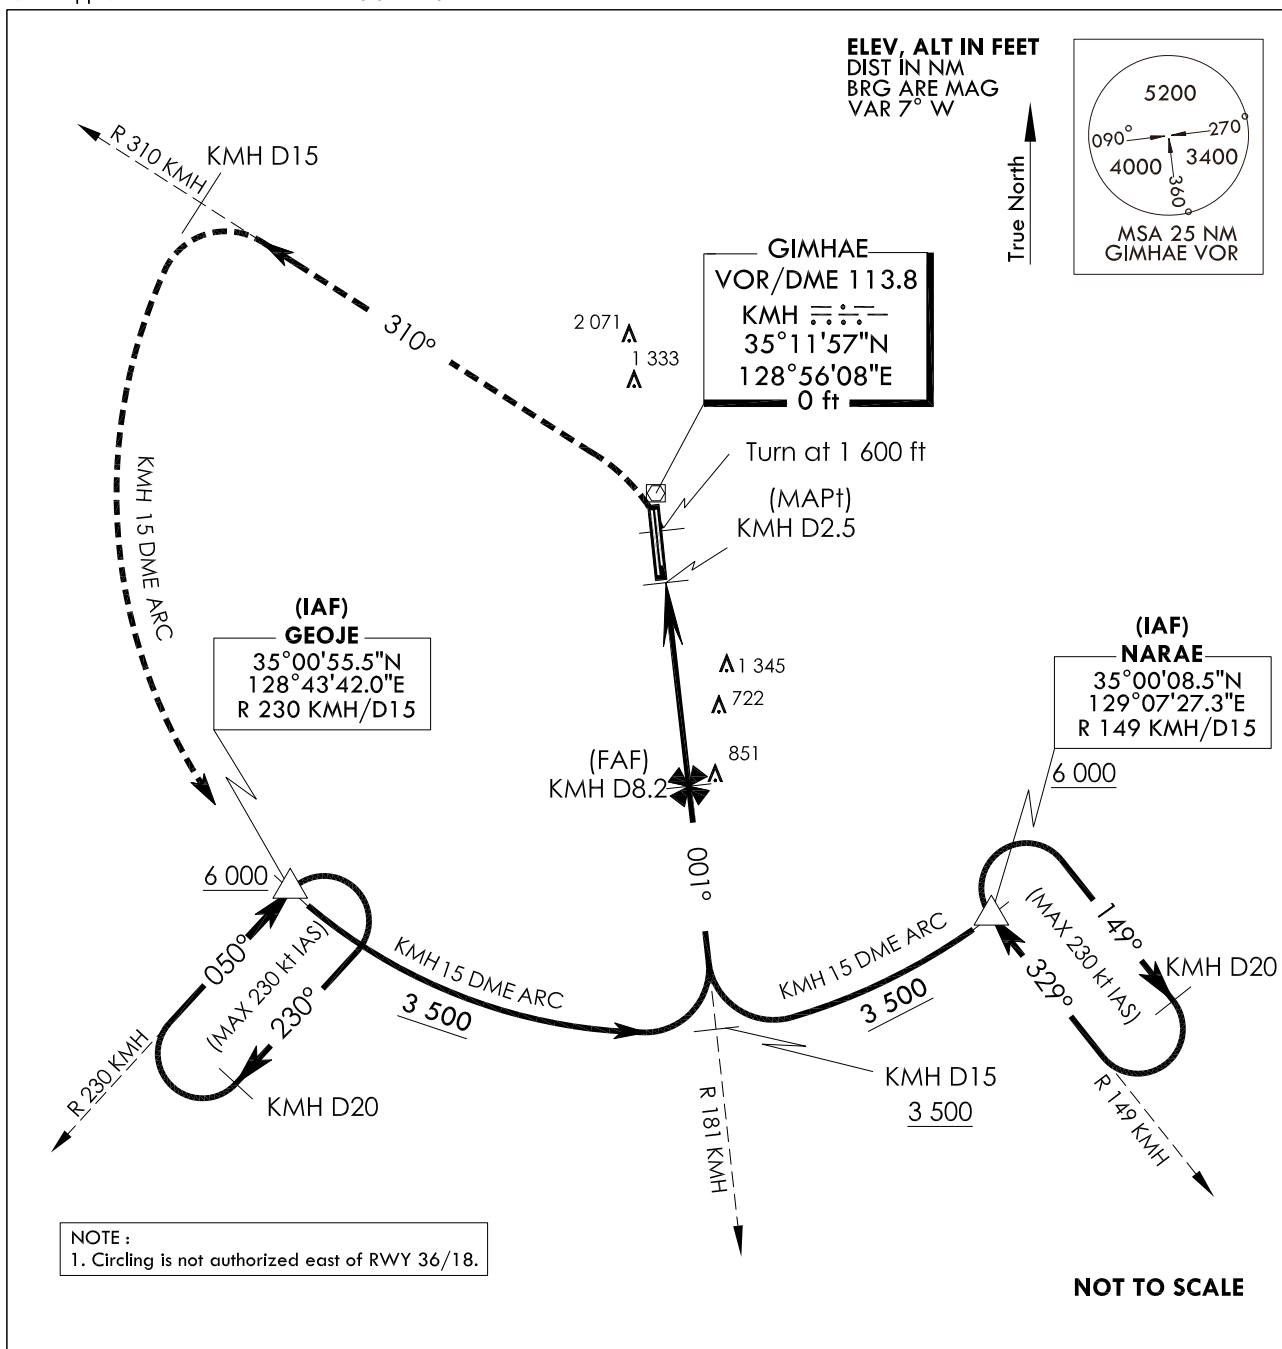 ELEV, ALT IN FEET
DIST IN NM
BRG ARE MAG
VAR 7° W
True North
5200
090°
270°
4000
3400
360°
MSA 25 NM
GIMHAE VOR
R 310 KMH
KMH D15
310°
GIMHAE
VOR/DME 113.8
KMH
35°11'57"N
128°56'08"E
0 ft
2 071
1 333
Turn at 1 600 ft
(MAPt)
KMH D2.5
KMH 15 DME ARC
(IAF)
GEOJE
35°00'55.5"N
128°43'42.0"E
R 230 KMH/D15
(IAF)
NARAE
35°00'08.5"N
129°07'27.3"E
R 149 KMH/D15
1 345
722
851
(FAF)
KMH D8.2
6 000
6 000
001°
050°
(MAX 230 kt IAS)
230°
R 230 KMH
KMH D20
KMH 15 DME ARC
3 500
KMH 15 DME ARC
3 500
149°
(MAX 230 kt IAS)
329°
KMH D20
R 149 KMH
KMH D15
3 500
R 181 KMH
NOTE :
1. Circling is not authorized east of RWY 36/18.
NOT TO SCALE